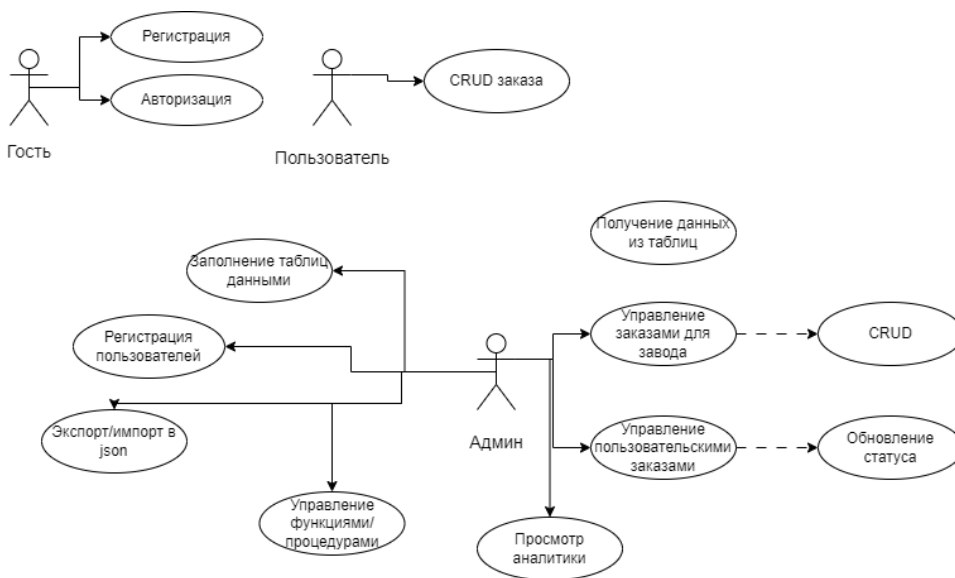 Регистрация
Авторизация
Гость
CRUD заказа
Пользователь
Получение данных
из таблиц
Заполнение таблиц
данными
Регистрация
пользователей
Экспорт/импорт в
json
Управление
функциями/
процедурами
Админ
Управление
заказами для
завода
CRUD
Управление
пользовательскими
заказами
Обновление
статуса
Просмотр
аналитики